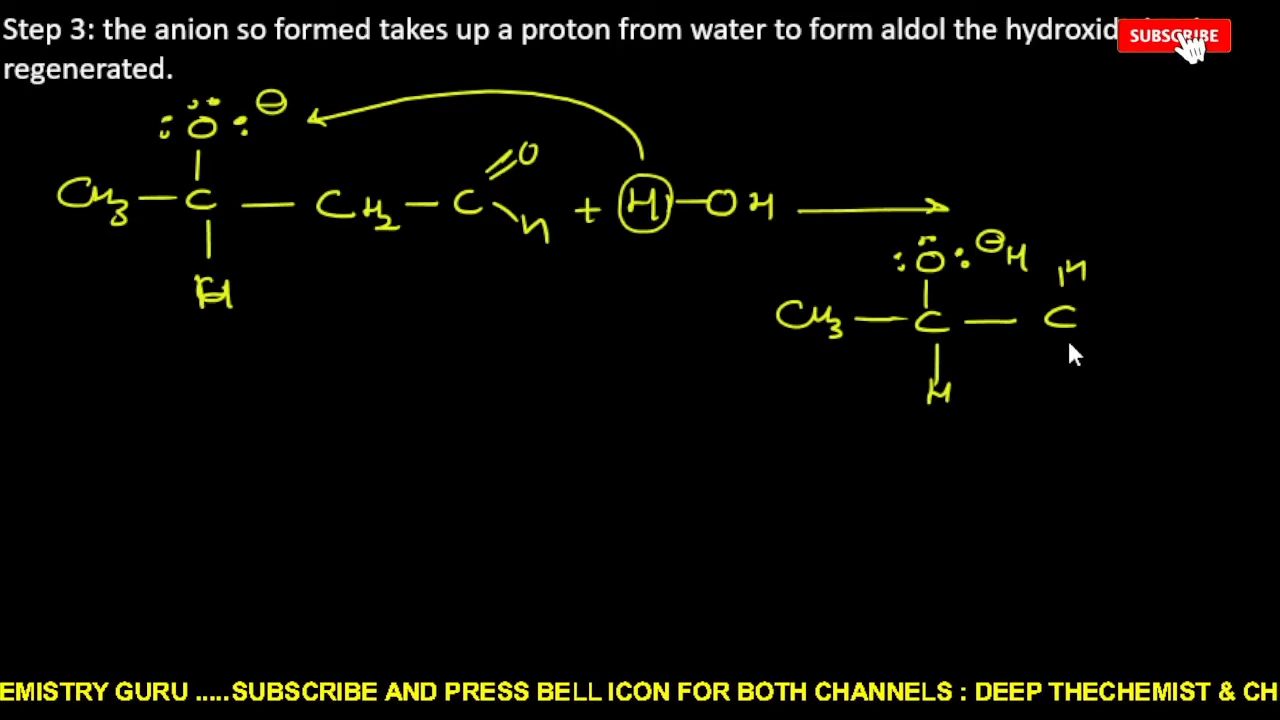 Step 3: the anion so formed takes up a proton from water to form aldol the hydroxid
SUBSCRIBE
regenerated.
:Ö: ⊖
CH₃ — C — CH₂ — C =O H + H — OH →
H
:Ö: ⊖ H H
CH₃ — C — C
H
EMISTRY GURU .....SUBSCRIBE AND PRESS BELL ICON FOR BOTH CHANNELS : DEEP THECHEMIST & CH